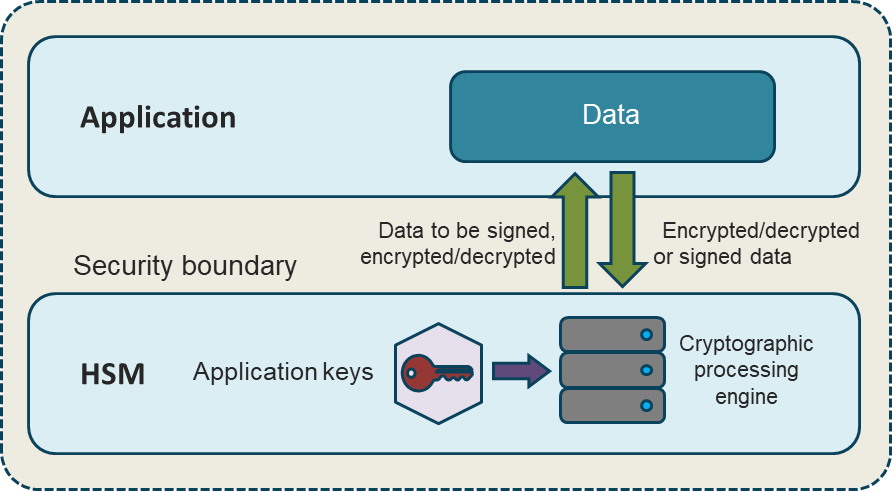 Application
Data
Data to be signed,
encrypted/decrypted
Encrypted/decrypted
or signed data
Security boundary
HSM
Application keys
Cryptographic
processing
engine